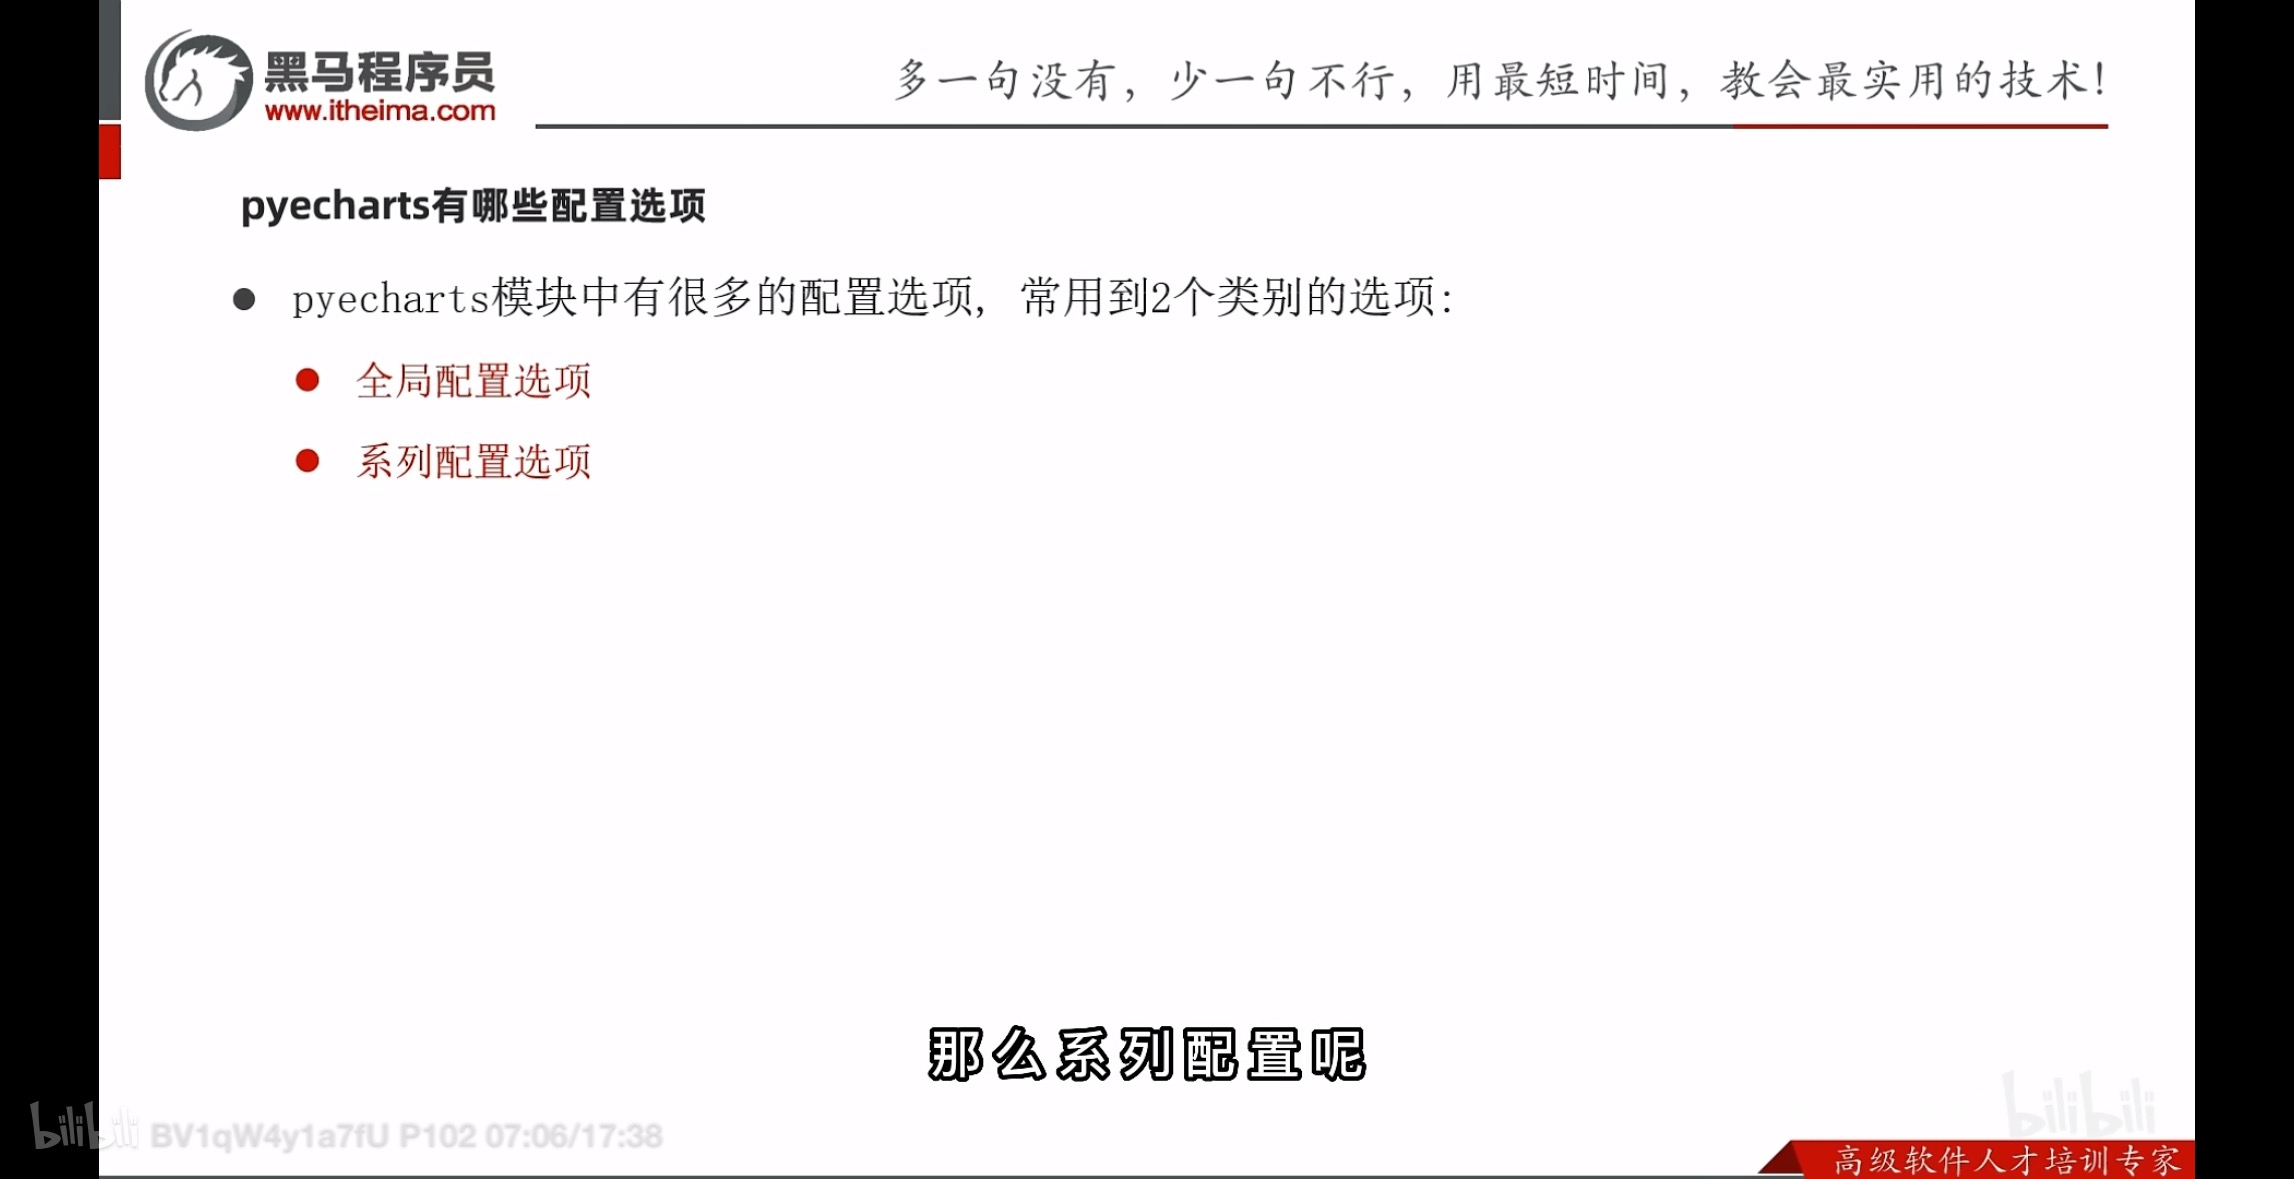 黑马程序员
www.itheima.com
多一句没有，少一句不行，用最短时间，教会最实用的技术！
pyecharts有哪些配置选项
pyecharts模块中有很多的配置选项，常用到2个类别的选项：
全局配置选项
系列配置选项
那么系列配置呢
bilibili BV1qW4y1a7fU P102 07:06/17:38
bilibili
高级软件人才培训专家